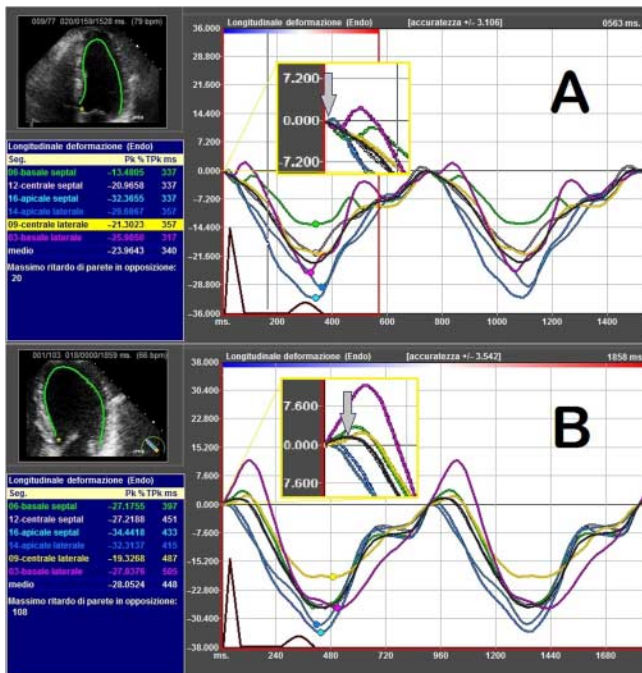 009/77 020/0159/1528 ms. (79 bpm)
Longitudinale deformazione (Endo)
Seg. Pk % TPk ms
06-basale septal -13.4805 337
12-centrale septal -20.9658 337
16-apicale septal -32.3655 337
14-apicale laterale 357
09-centrale laterale -21.3023 357
03-basale laterale 317
medio -23.9643 340
Massimo ritardo di parete in opposizione:
20
Longitudinale deformazione (Endo) [accuratezza +/- 3.106] 0563 ms.
36.000
28.800
21.600
14.400
7.200
0.000
-7.200
-14.400
-21.600
-28.800
-36.000
ms. 200 400 600 800 1000 1200 1400
7.200
0.000
-7.200
A
001/103 018/0000/1859 ms. (66 bpm)
Longitudinale deformazione (Endo)
Seg. Pk % TPk ms
06-basale septal -27.1755 397
12-centrale septal -27.2188 451
16-apicale septal -34.4418 433
14-apicale laterale -32.3137 415
09-centrale laterale -19.3268 487
03-basale laterale -27.0376 505
medio -28.0524 448
Massimo ritardo di parete in opposizione:
108
Longitudinale deformazione (Endo) [accuratezza +/- 3.542] 1858 ms.
38.000
30.400
22.800
15.200
7.600
0.000
-7.600
-15.200
-22.800
-30.400
-38.000
ms. 240 480 720 960 1200 1440 1680
7.600
0.000
7.600
B